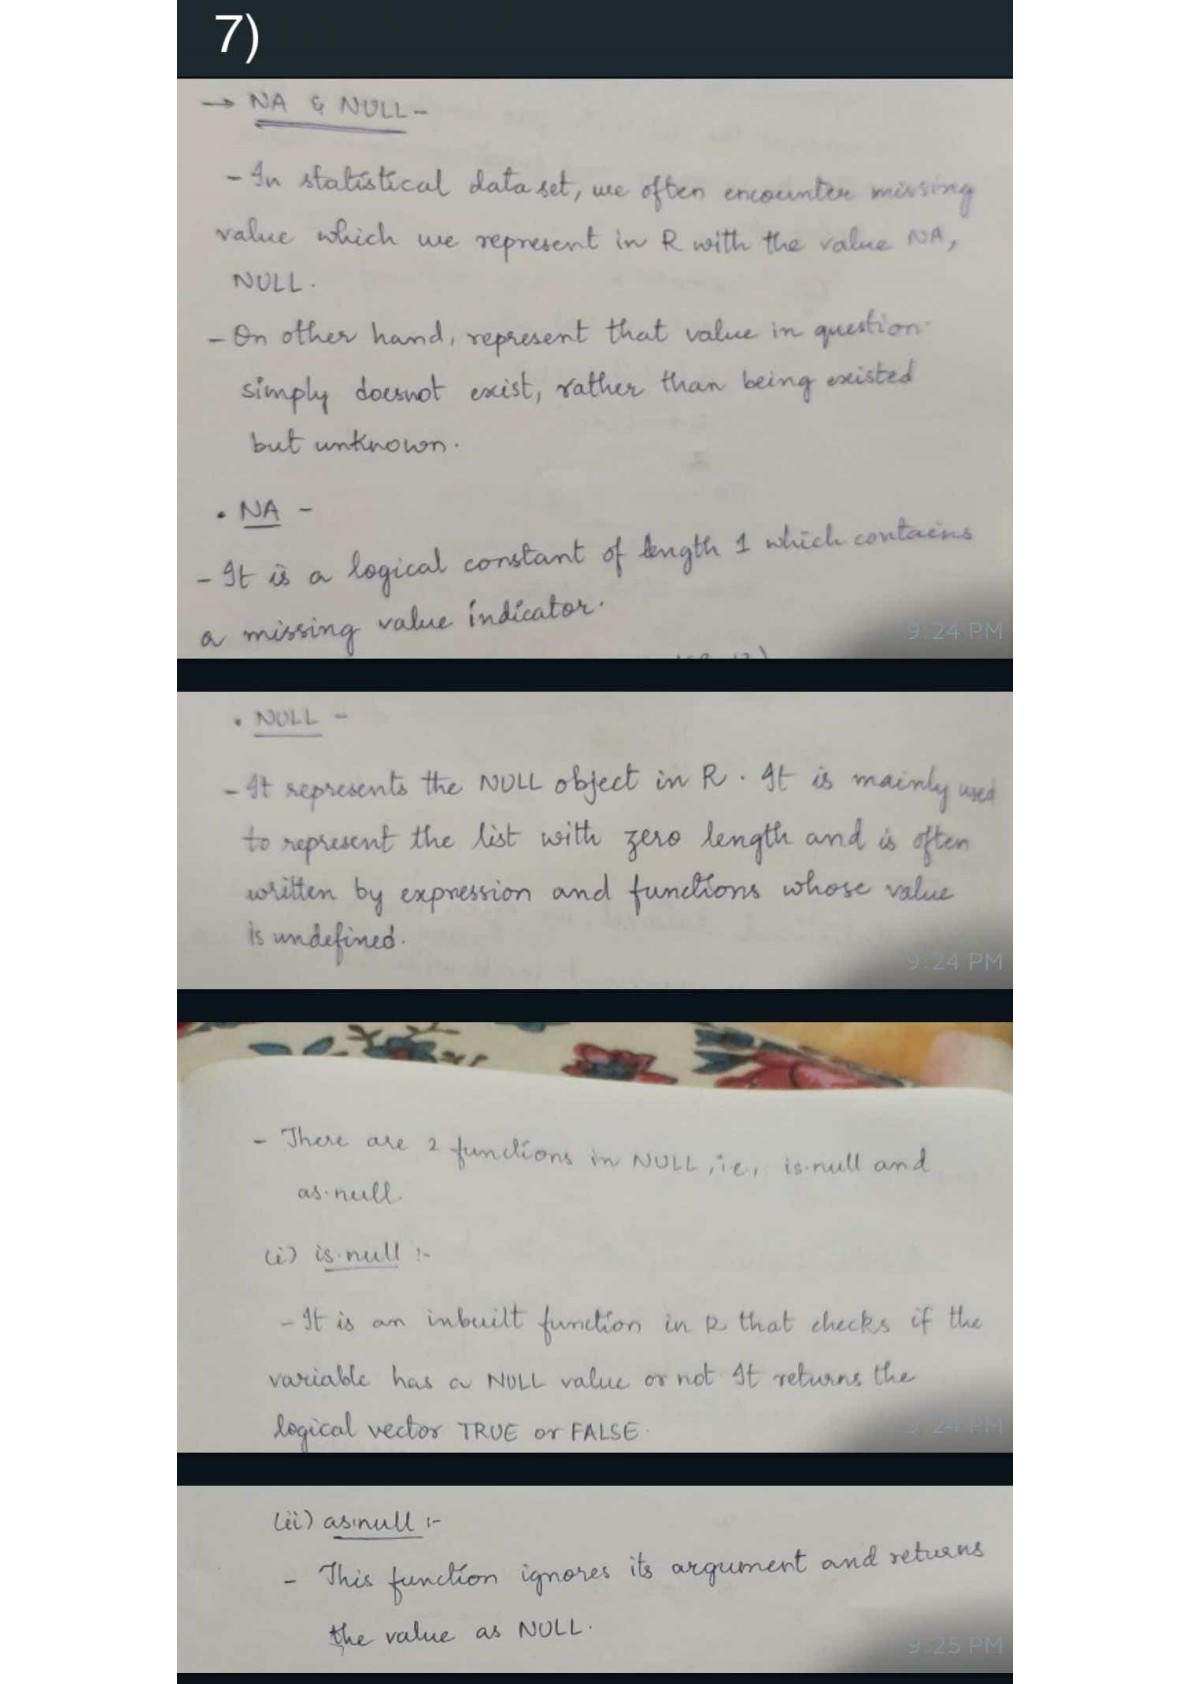 7)
→ NA & NULL -
- In statistical data set, we often encounter missing
value which we represent in R with the value NA,
NULL.
- On other hand, represent that value in question
simply doesnot exist, rather than being existed
but unknown.
• NA -
- It is a logical constant of length 1 which contains
a missing value indicator.
9:24 PM
• NULL -
- It represents the NULL object in R. It is mainly used
to represent the list with zero length and is often
written by expression and functions whose value
is undefined.
9:24 PM
- There are 2 functions in NULL, ie, is.null and
as.null.
(i) is.null :-
- It is an inbuilt function in R that checks if the
variable has a NULL value or not It returns the
logical vector TRUE or FALSE.
9:24 PM
(ii) as.null :-
- This function ignores its argument and returns
the value as NULL.
9:25 PM